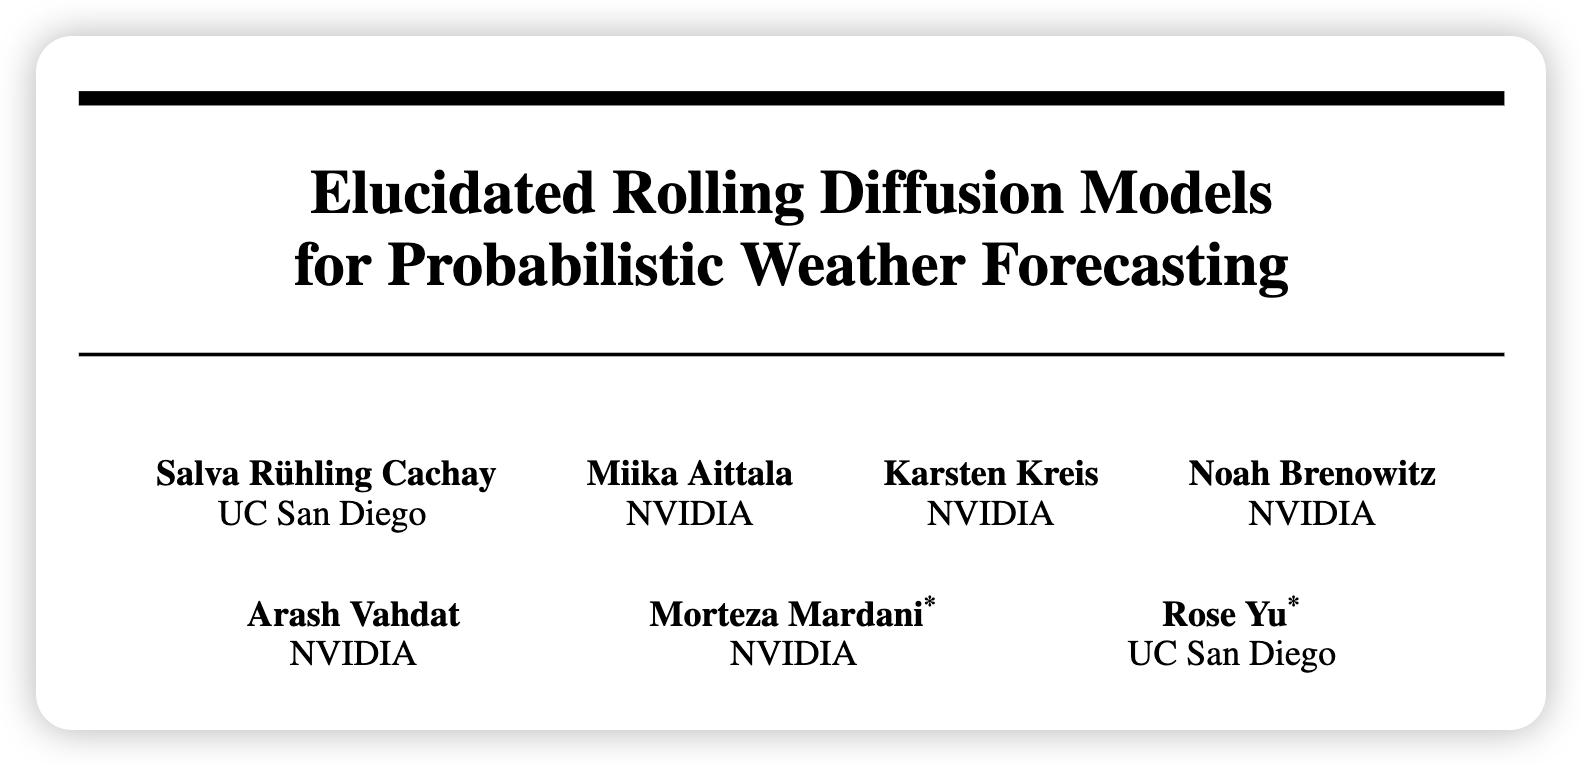 Elucidated Rolling Diffusion Models
for Probabilistic Weather Forecasting
Salva Rühling Cachay Miika Aittala Karsten Kreis Noah Brenowitz
UC San Diego NVIDIA NVIDIA NVIDIA
Arash Vahdat Morteza Mardani* Rose Yu*
NVIDIA NVIDIA UC San Diego